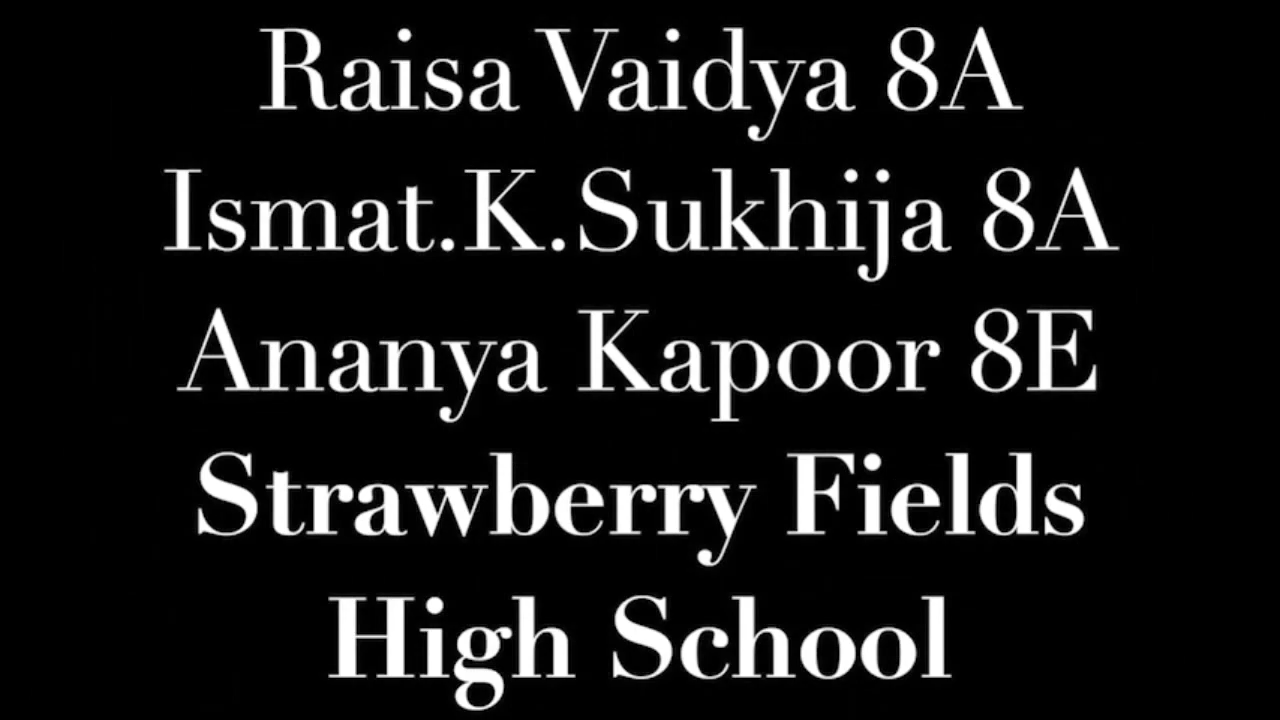 Raisa Vaidya 8A
Ismat.K.Sukhija 8A
Ananya Kapoor 8E
Strawberry Fields
High School